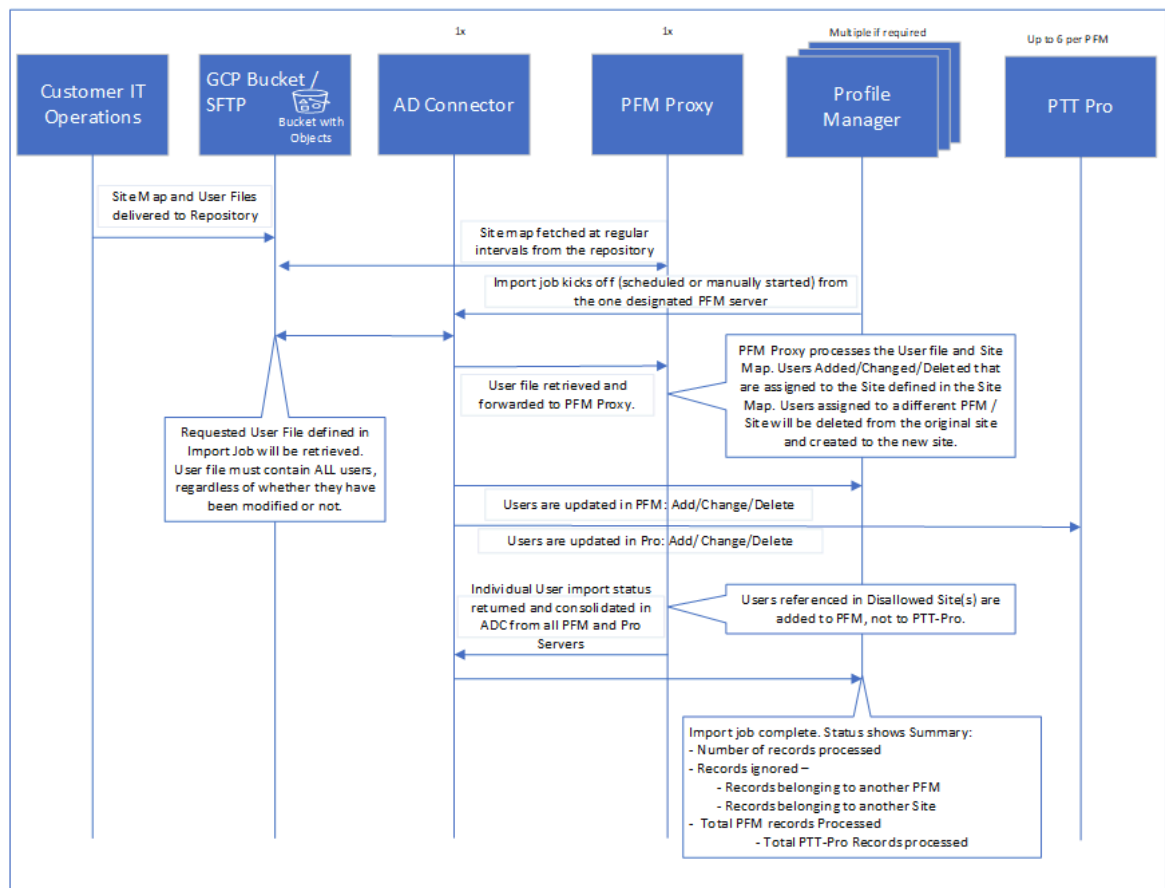 1x
1x
Multiple if required
Up to 6 per PFM
Customer IT
Operations
GCP Bucket /
SFTP
Bucket with
Objects
AD Connector
PFM Proxy
Profile
Manager
PTT Pro
Site Map and User Files
delivered to Repository
Site map fetched at regular
intervals from the repository
Import job kicks off (scheduled or manually started) from
the one designated PFM server
User file retrieved and
forwarded to PFM Proxy.
PFM Proxy processes the User file and Site
Map. Users Added/Changed/Deleted that
are assigned to the Site defined in the Site
Map. Users assigned to a different PFM /
Site will be deleted from the original site
and created to the new site.
Requested User File defined in
Import Job will be retrieved.
User file must contain ALL users,
regardless of whether they have
been modified or not.
Users are updated in PFM: Add/Change/Delete
Users are updated in Pro: Add/ Change/Delete
Individual User import status
returned and consolidated in
ADC from all PFM and Pro
Servers
Users referenced in Disallowed Site(s) are
added to PFM, not to PTT-Pro.
Import job complete. Status shows Summary:
- Number of records processed
- Records ignored –
- Records belonging to another PFM
- Records belonging to another Site
- Total PFM records Processed
- Total PTT-Pro Records processed